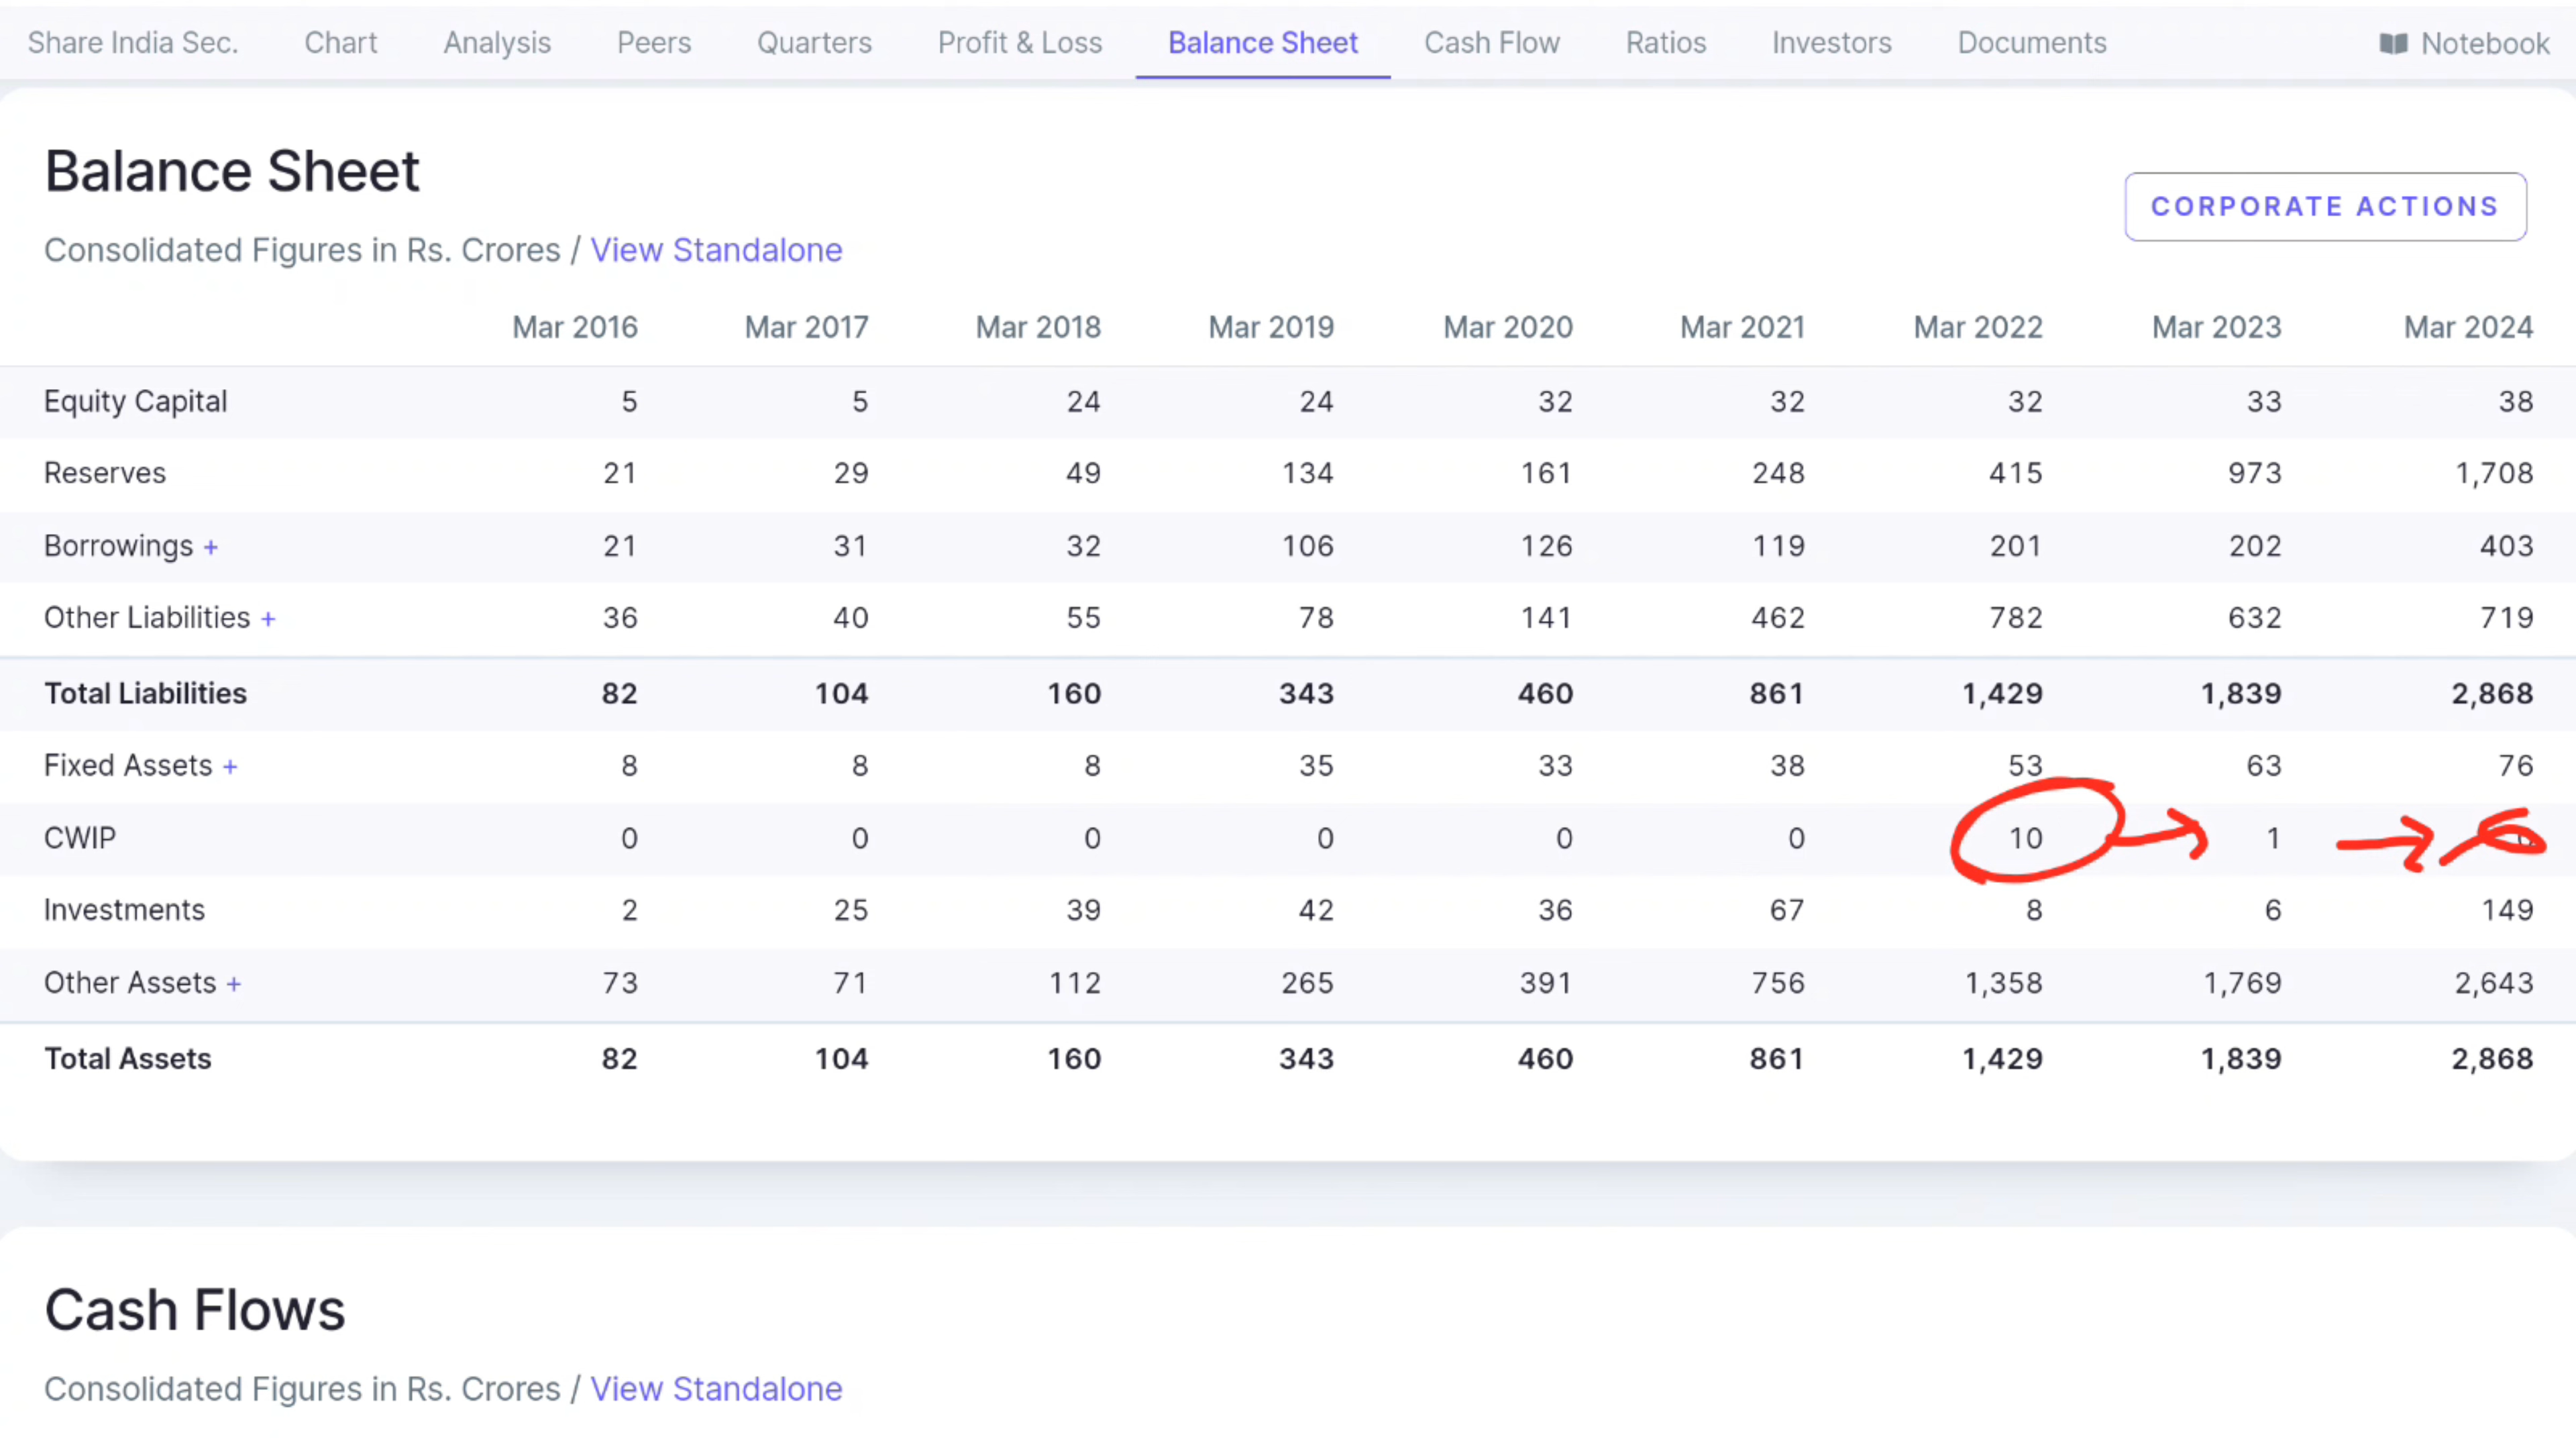 Share India Sec. Chart Analysis Peers Quarters Profit & Loss Balance Sheet Cash Flow Ratios Investors Documents Notebook
Balance Sheet
CORPORATE ACTIONS
Consolidated Figures in Rs. Crores / View Standalone
Mar 2016 Mar 2017 Mar 2018 Mar 2019 Mar 2020 Mar 2021 Mar 2022 Mar 2023 Mar 2024
Equity Capital 5 5 24 24 32 32 32 33 38
Reserves 21 29 49 134 161 248 415 973 1,708
Borrowings + 21 31 32 106 126 119 201 202 403
Other Liabilities + 36 40 55 78 141 462 782 632 719
Total Liabilities 82 104 160 343 460 861 1,429 1,839 2,868
Fixed Assets + 8 8 8 35 33 38 53 63 76
CWIP 0 0 0 0 0 0 10 1
Investments 2 25 39 42 36 67 8 6 149
Other Assets + 73 71 112 265 391 756 1,358 1,769 2,643
Total Assets 82 104 160 343 460 861 1,429 1,839 2,868
Cash Flows
Consolidated Figures in Rs. Crores / View Standalone